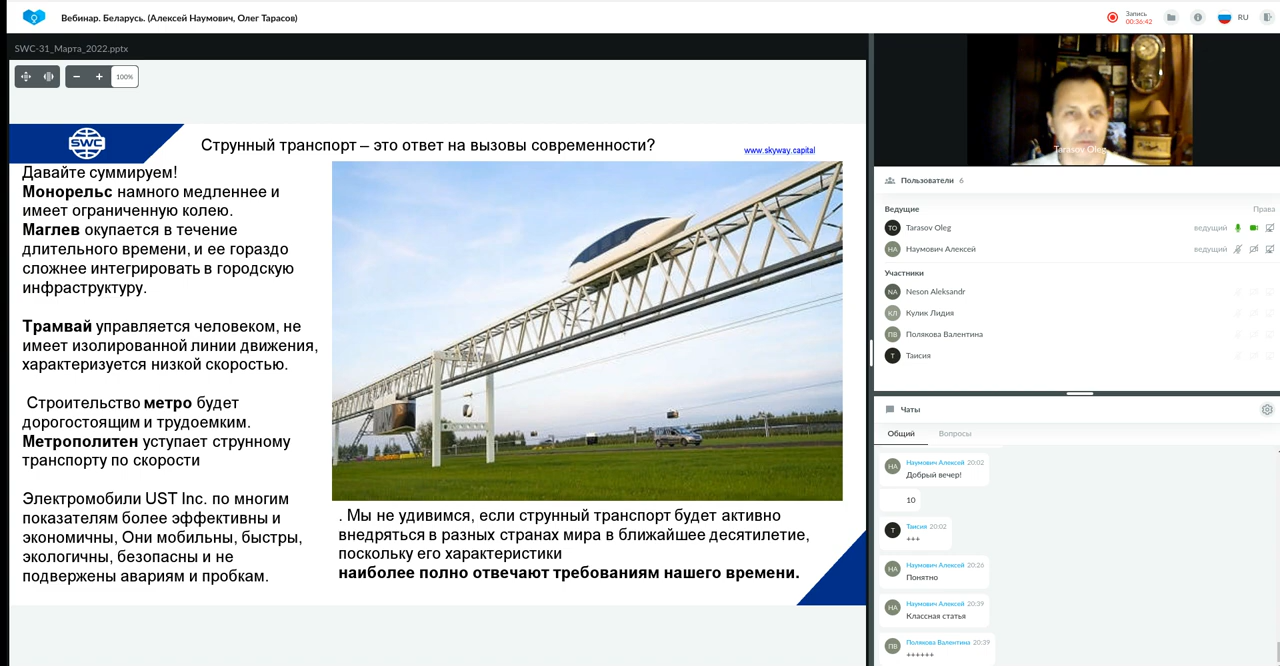 Вебинар. Беларусь. (Алексей Наумович, Олег Тарасов)
Запись
00:36:42
RU
SWC-31_Марта_2022.pptx
100%
SWC
Струнный транспорт – это ответ на вызовы современности?
www.skyway.capital
Давайте суммируем!
Монорельс намного медленнее и
имеет ограниченную колею.
Маглев окупается в течение
длительного времени, и ее гораздо
сложнее интегрировать в городскую
инфраструктуру.
Трамвай управляется человеком, не
имеет изолированной линии движения,
характеризуется низкой скоростью.
Строительство метро будет
дорогостоящим и трудоемким.
Метрополитен уступает струнному
транспорту по скорости
Электромобили UST Inc. по многим
показателям более эффективны и
экономичны, Они мобильны, быстры,
экологичны, безопасны и не
подвержены авариям и пробкам.
. Мы не удивимся, если струнный транспорт будет активно
внедряться в разных странах мира в ближайшее десятилетие,
поскольку его характеристики
наиболее полно отвечают требованиям нашего времени.
Tarasov Oleg
Пользователи 6
Ведущие Права
TO Tarasov Oleg ведущий
НА Наумович Алексей ведущий
Участники
NA Neson Aleksandr
КЛ Кулик Лидия
ПВ Полякова Валентина
Т Таисия
Чаты
Общий Вопросы
НА Наумович Алексей 20:02
Добрый вечер!
10
Т Таисия 20:02
+++
НА Наумович Алексей 20:26
Понятно
НА Наумович Алексей 20:39
Классная статья
ПВ Полякова Валентина 20:39
++++++